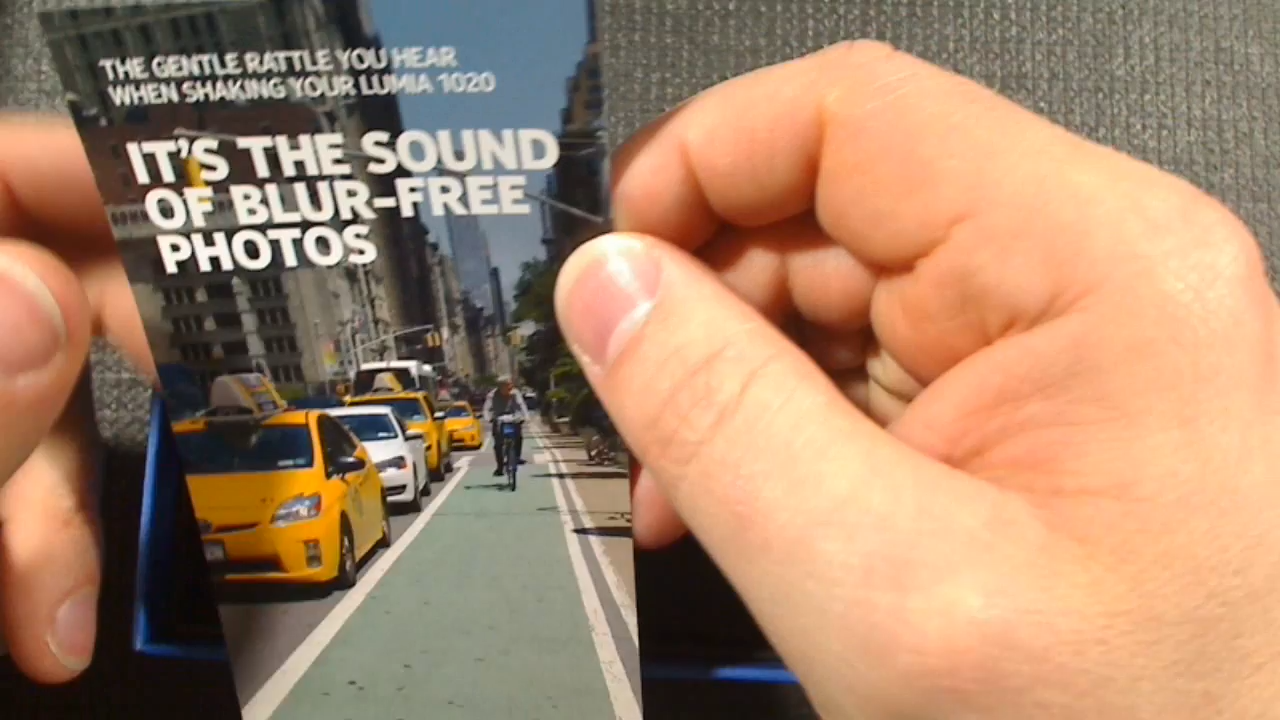 THE GENTLE RATTLE YOU HEAR
WHEN SHAKING YOUR LUMIA 1020
IT'S THE SOUND
OF BLUR-FREE
PHOTOS